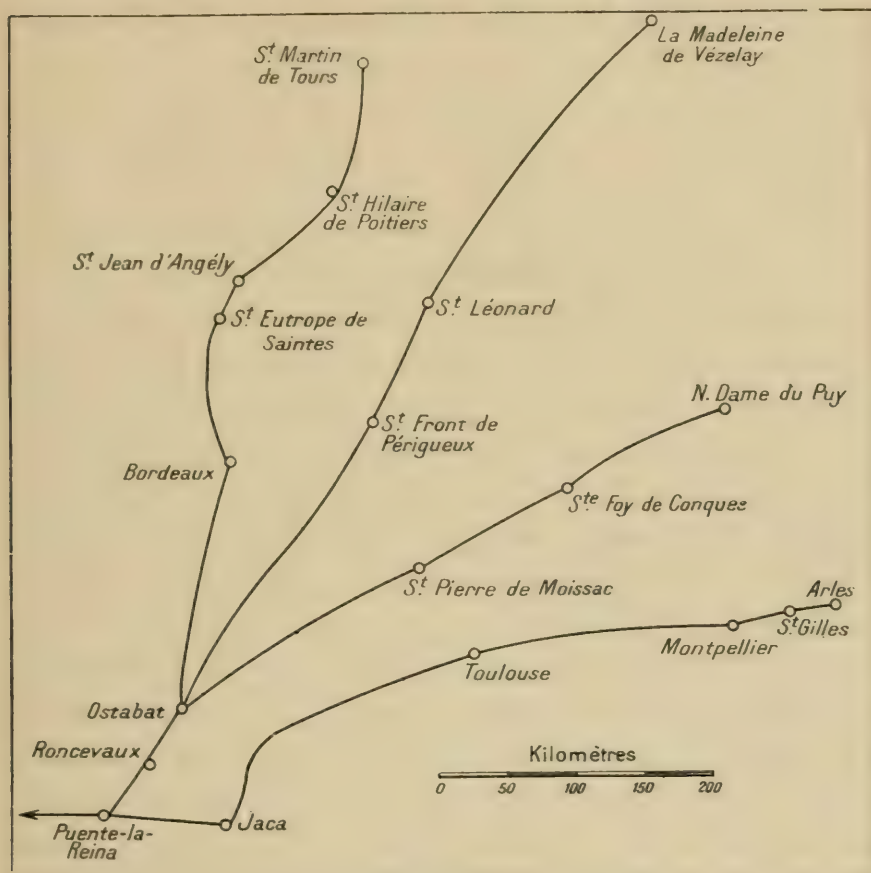 La Madeleine
de Vézelay
St Martin
de Tours
St Hilaire
de Poitiers
St Jean d'Angély
St Eutrope de
Saintes
St Léonard
N. Dame du Puy
St Front de
Périgueux
Bordeaux
Ste Foy de Conques
St Pierre de Moissac
Arles
St Gilles
Montpellier
Toulouse
Ostabat
Roncevaux
Kilomètres
0 50 100 150 200
Jaca
Puente-la-
Reina